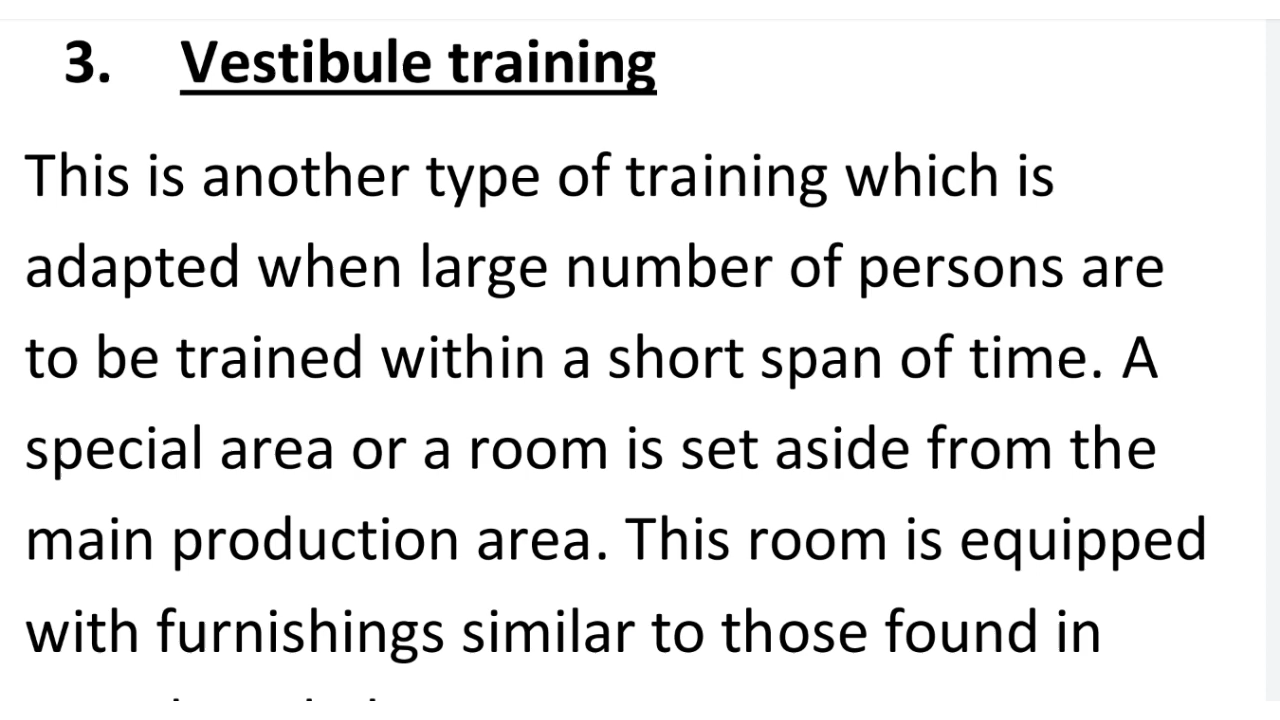 3. Vestibule training
This is another type of training which is
adapted when large number of persons are
to be trained within a short span of time. A
special area or a room is set aside from the
main production area. This room is equipped
with furnishings similar to those found in